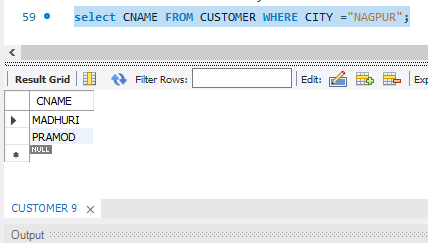 59 select CNAME FROM CUSTOMER WHERE CITY ="NAGPUR";
Result Grid Filter Rows: Edit: Exp
CNAME
MADHURI
PRAMOD
NULL
CUSTOMER 9
Output